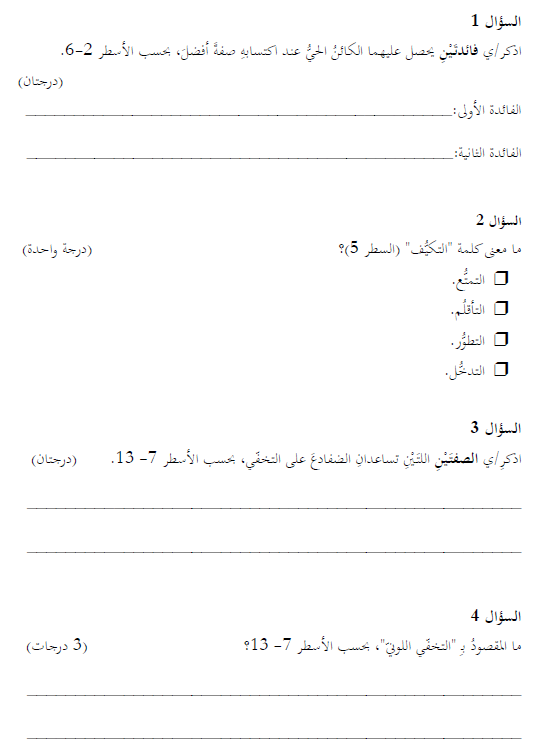 السؤال 1
اذكر/ي فائدتَيْنِ يحصل عليهما الكائنُ الحيُّ عند اكتسابهِ صفةً أفضلَ، بحسب الأسطر 2-6.
(درجتان)
الفائدة الأولى:
الفائدة الثانية:
السؤال 2
ما معنى كلمة "التكيُّف" (السطر 5)؟ (درجة واحدة)
❒ التمتُّع.
❒ التأقلُم.
❒ التطوُّر.
❒ التدخُّل.
السؤال 3
اذكر/ي الصفتَيْنِ اللتَيْنِ تساعدانِ الضفادعَ على التخفّي، بحسب الأسطر 7- 13. (درجتان)
السؤال 4
ما المقصودُ بِـ "التخفّي اللونيّ"، بحسب الأسطر 7- 13؟ (3 درجات)